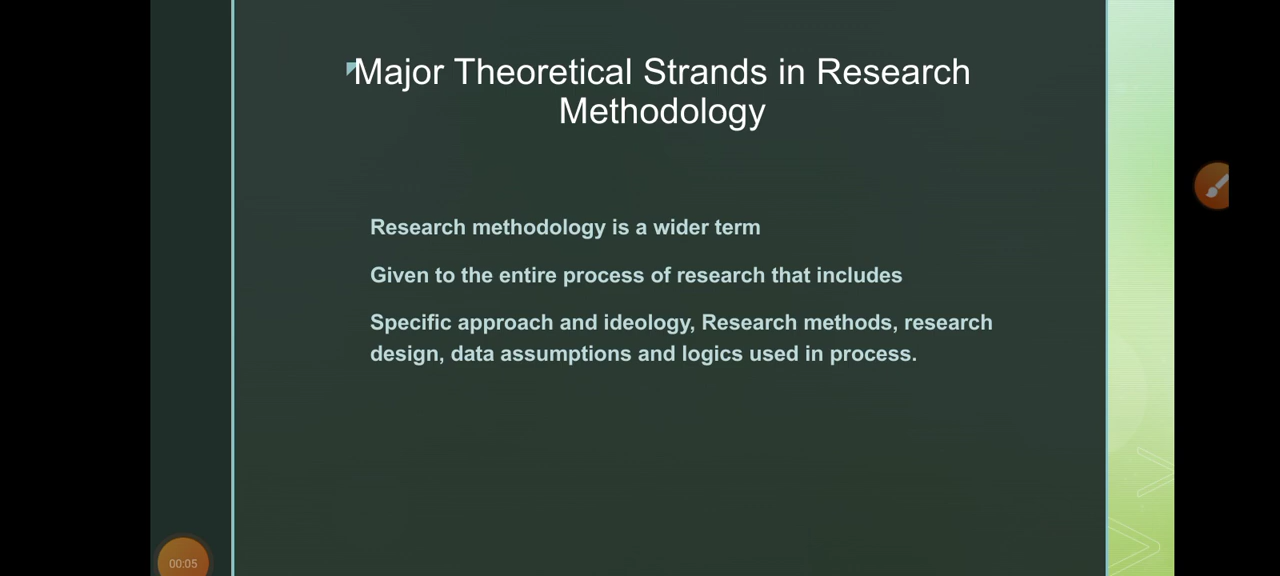 Major Theoretical Strands in Research
Methodology
Research methodology is a wider term
Given to the entire process of research that includes
Specific approach and ideology, Research methods, research
design, data assumptions and logics used in process.
00:05